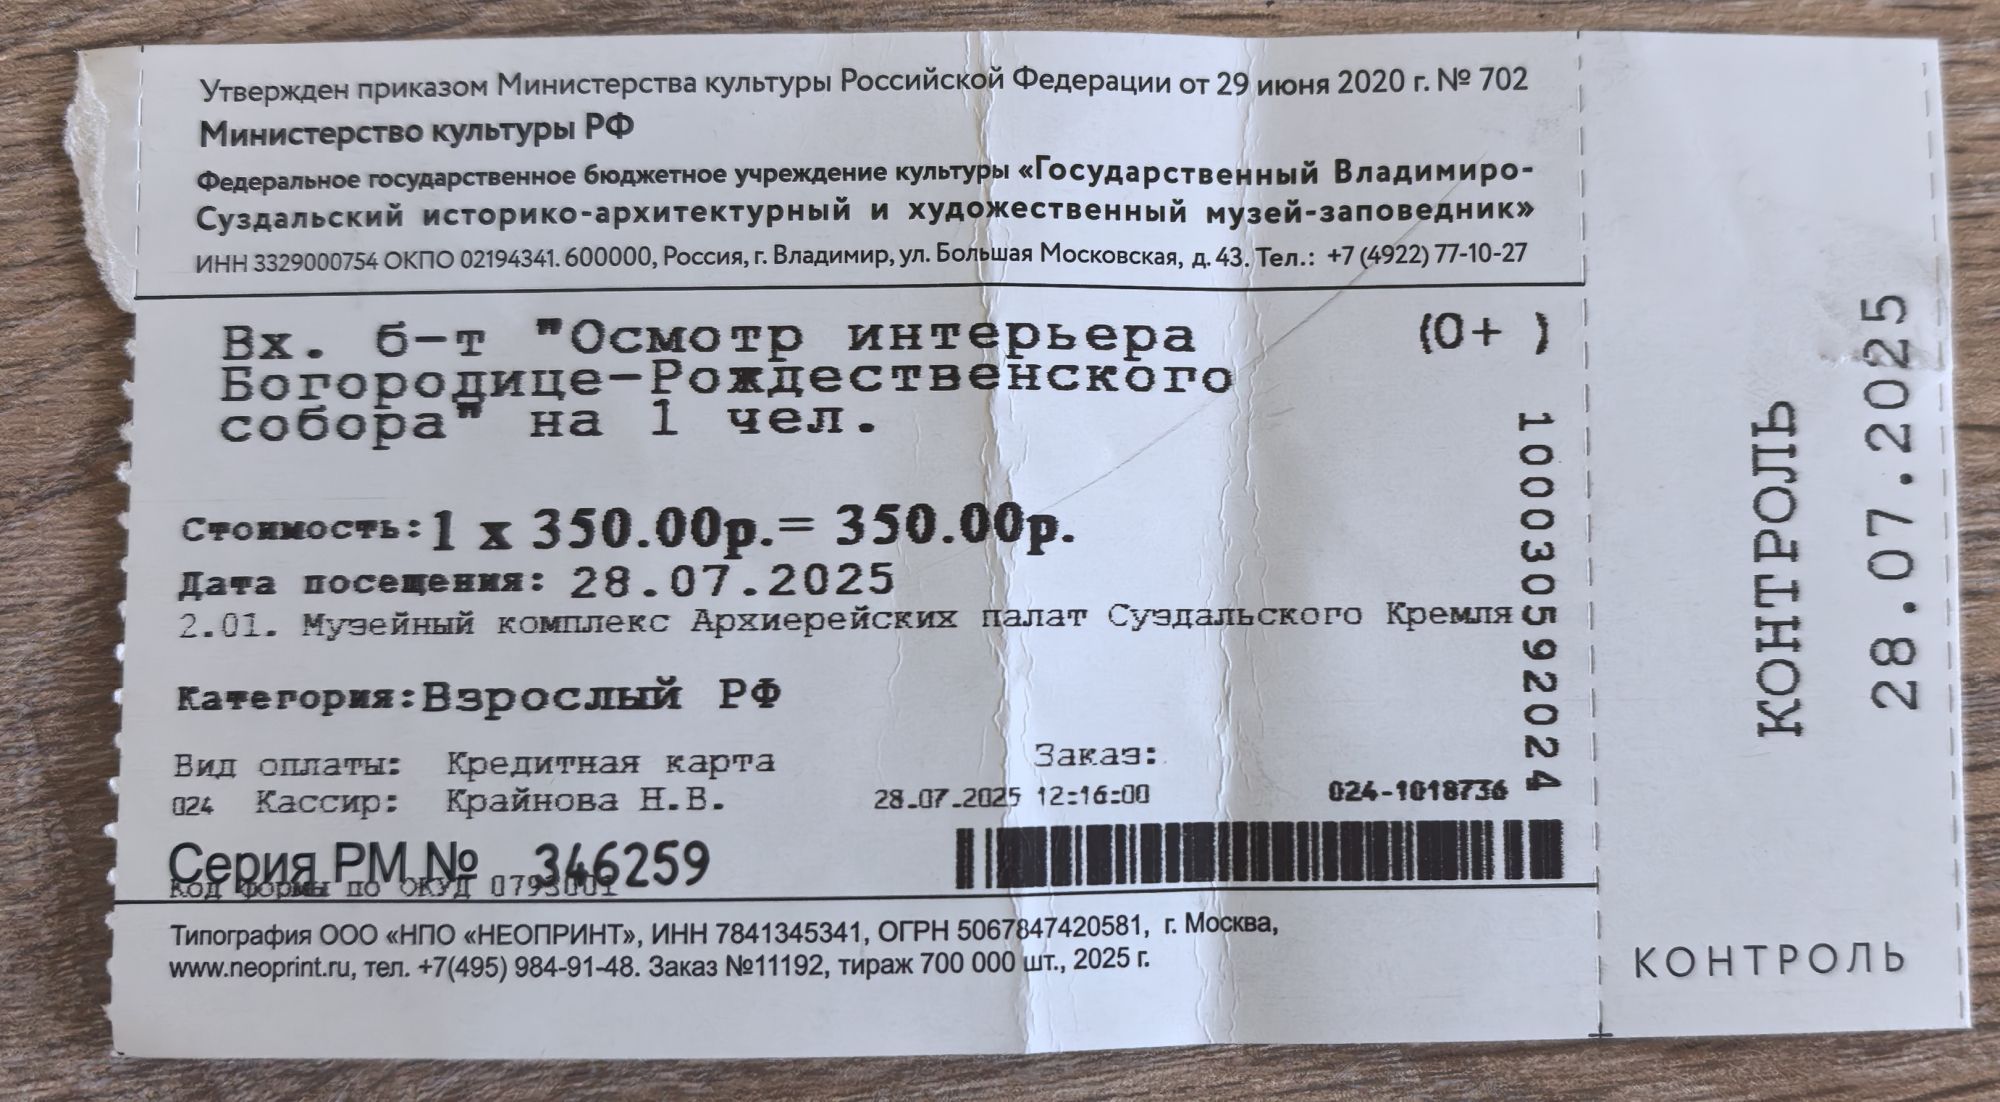 Утвержден приказом Министерства культуры Российской Федерации от 29 июня 2020 г. № 702
Министерство культуры РФ
Федеральное государственное бюджетное учреждение культуры «Государственный Владимиро-
Суздальский историко-архитектурный и художественный музей-заповедник»
ИНН 3329000754 ОКПО 02194341. 600000, Россия, г. Владимир, ул. Большая Московская, д. 43. Тел.: +7 (4922) 77-10-27
Вх. б-т "Осмотр интерьера (0+ )
Богородице-Рождественского
собора" на 1 чел.
Стоимость: 1 х 350.00р.= 350.00р.
Дата посещения: 28.07.2025
2.01. Музейный комплекс Архиерейских палат Суздальского Кремля
Категория: Взрослый РФ
Вид оплаты: Кредитная карта Заказ:
024 Кассир: Крайнова Н.В. 28.07.2025 12:16:00 024-1018736
Серия РМ № 346259
Код формы по ОКУД 0793001
Типография ООО «НПО «НЕОПРИНТ», ИНН 7841345341, ОГРН 5067847420581, г. Москва,
www.neoprint.ru, тел. +7(495) 984-91-48. Заказ №11192, тираж 700 000 шт., 2025 г.
100030592024
КОНТРОЛЬ
28.07.2025
КОНТРОЛЬ